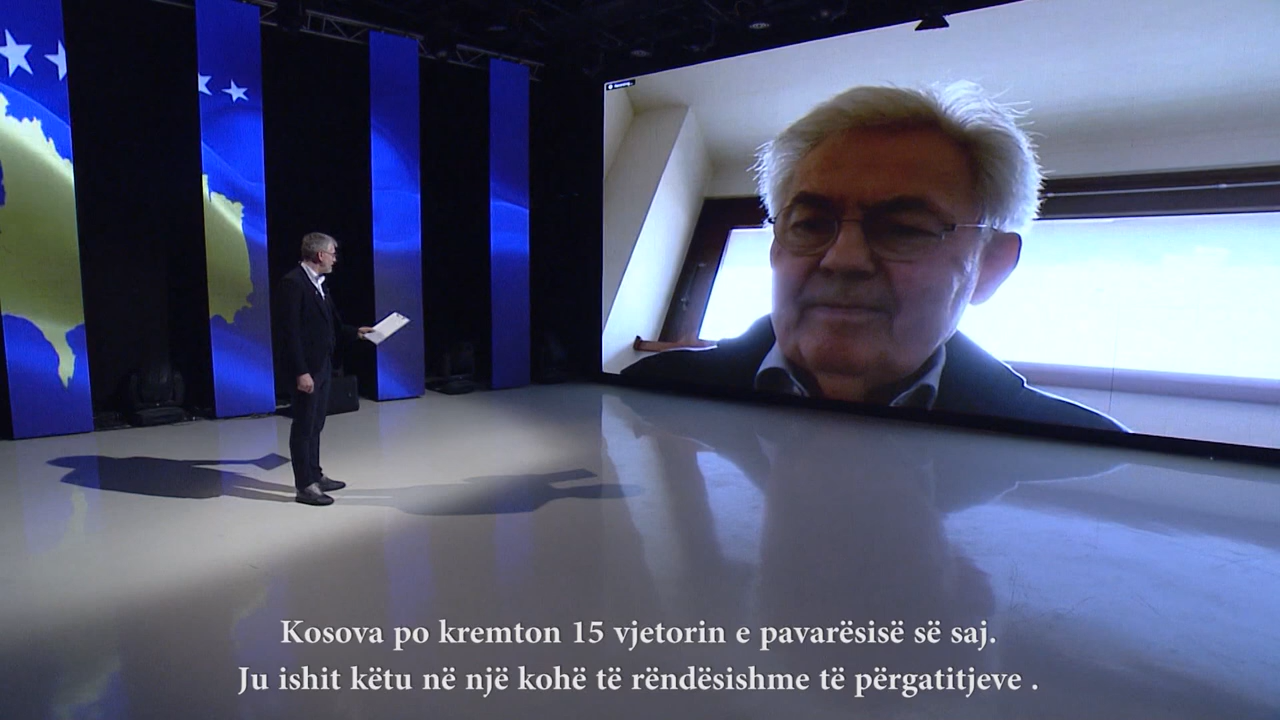 Kosova po kremton 15 vjetorin e pavarësisë së saj.
Ju ishit këtu në një kohë të rëndësishme të përgatitjeve .